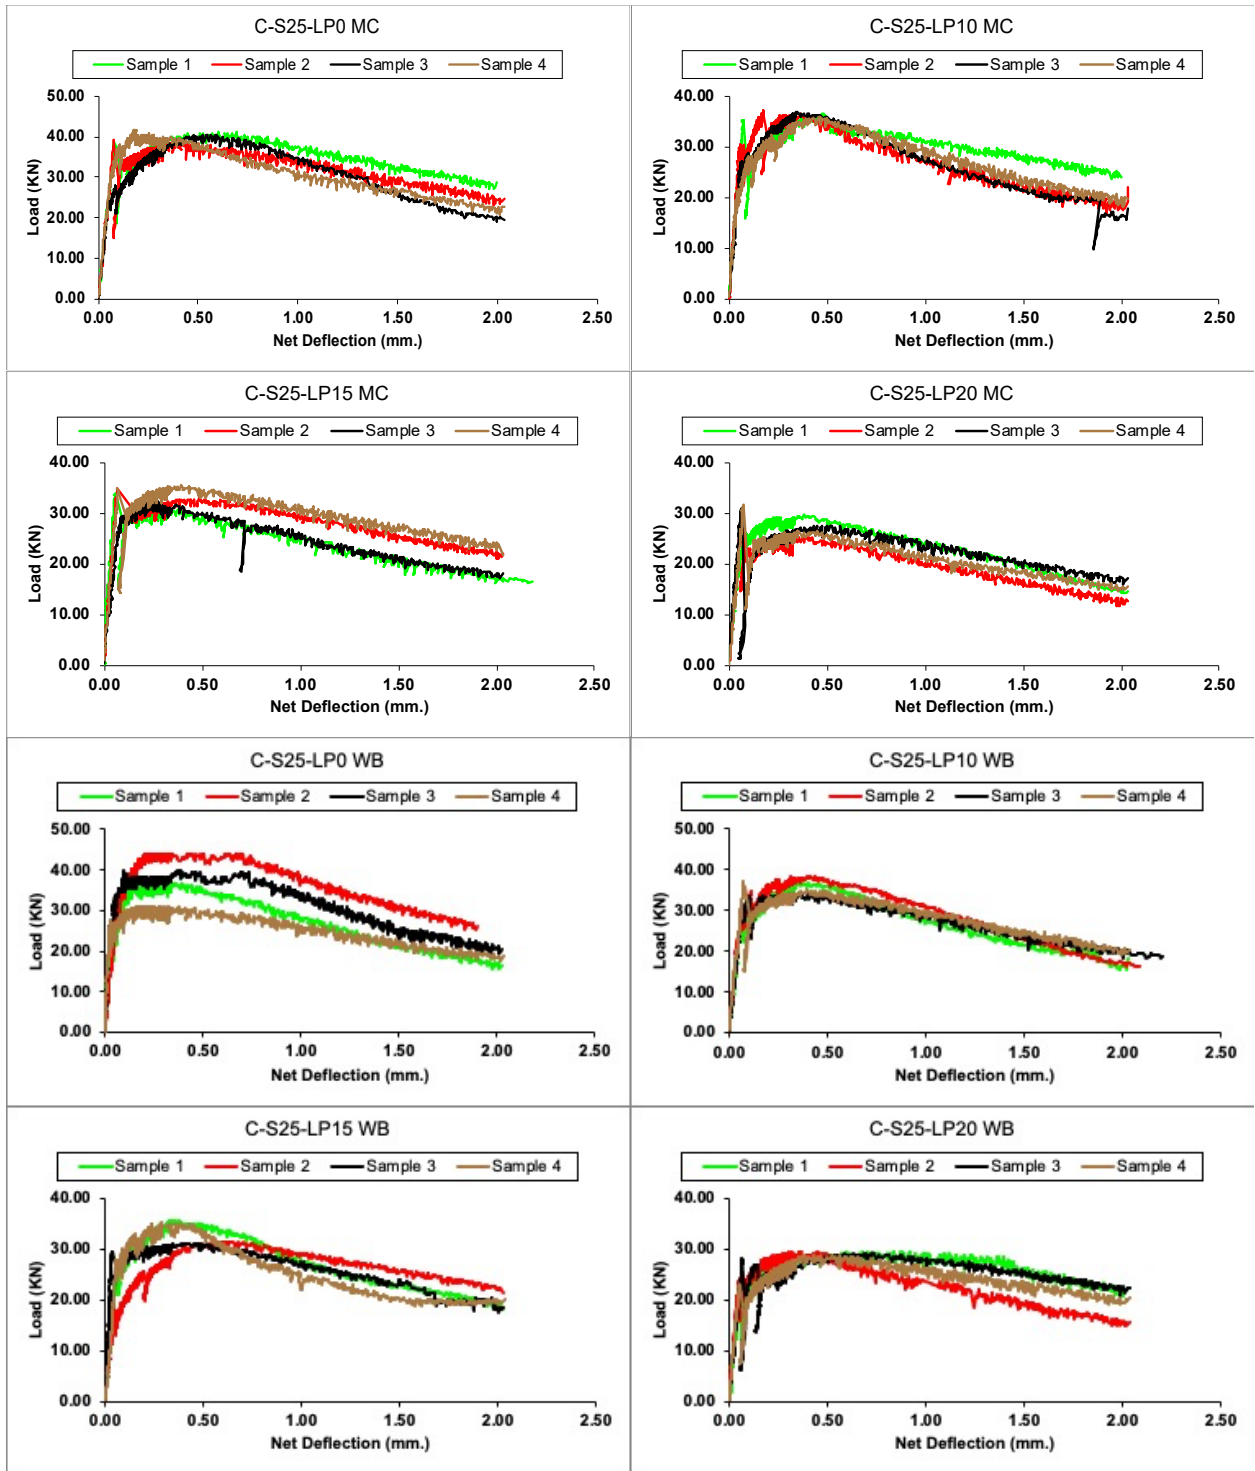 C-S25-LP0 MC
Sample 1 Sample 2 Sample 3 Sample 4
50.00
40.00
30.00
20.00
10.00
0.00
Load (KN)
0.00 0.50 1.00 1.50 2.00 2.50
Net Deflection (mm.)
C-S25-LP10 MC
Sample 1 Sample 2 Sample 3 Sample 4
40.00
30.00
20.00
10.00
0.00
Load (KN)
0.00 0.50 1.00 1.50 2.00 2.50
Net Deflection (mm.)
C-S25-LP15 MC
Sample 1 Sample 2 Sample 3 Sample 4
40.00
30.00
20.00
10.00
0.00
Load (KN)
0.00 0.50 1.00 1.50 2.00 2.50
Net Deflection (mm.)
C-S25-LP20 MC
Sample 1 Sample 2 Sample 3 Sample 4
40.00
30.00
20.00
10.00
0.00
Load (KN)
0.00 0.50 1.00 1.50 2.00 2.50
Net Deflection (mm.)
C-S25-LP0 WB
Sample 1 Sample 2 Sample 3 Sample 4
50.00
40.00
30.00
20.00
10.00
0.00
Load (KN)
0.00 0.50 1.00 1.50 2.00 2.50
Net Deflection (mm.)
C-S25-LP10 WB
Sample 1 Sample 2 Sample 3 Sample 4
50.00
40.00
30.00
20.00
10.00
0.00
Load (KN)
0.00 0.50 1.00 1.50 2.00 2.50
Net Deflection (mm.)
C-S25-LP15 WB
Sample 1 Sample 2 Sample 3 Sample 4
40.00
30.00
20.00
10.00
0.00
Load (KN)
0.00 0.50 1.00 1.50 2.00 2.50
Net Deflection (mm.)
C-S25-LP20 WB
Sample 1 Sample 2 Sample 3 Sample 4
40.00
30.00
20.00
10.00
0.00
Load (KN)
0.00 0.50 1.00 1.50 2.00 2.50
Net Deflection (mm.)